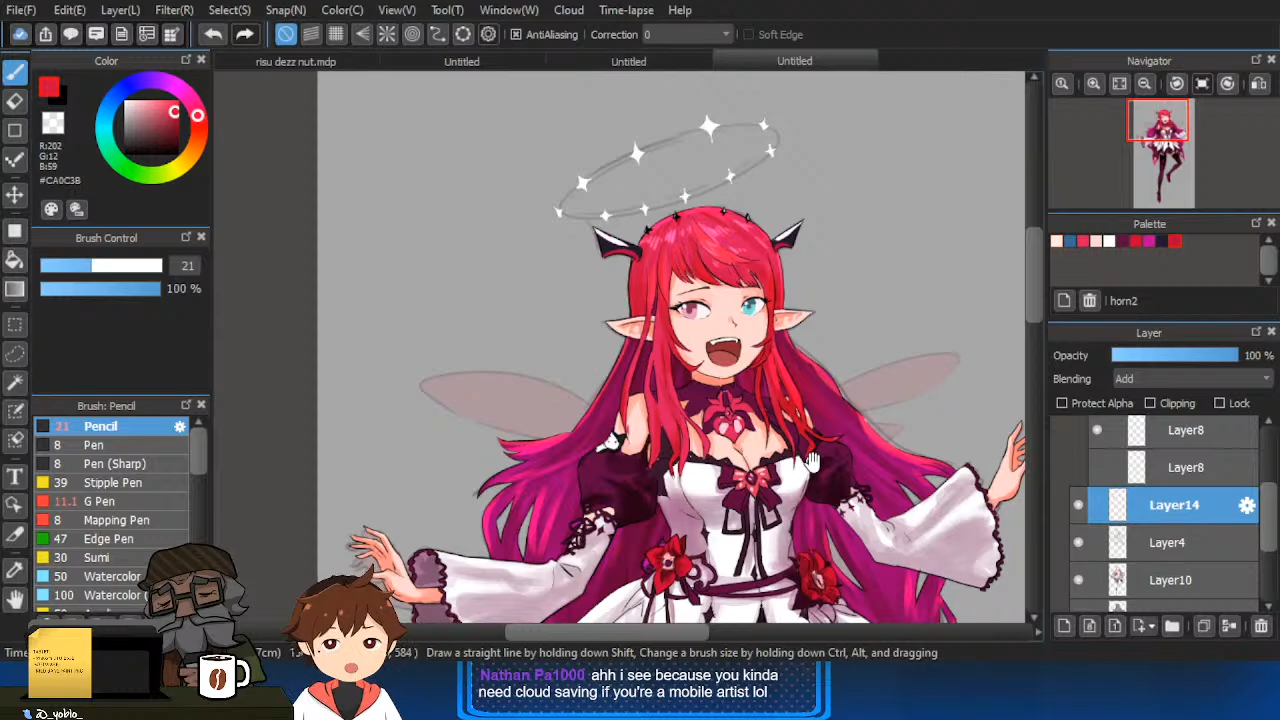 File(F) Edit(E) Layer(L) Filter(R) Select(S) Snap(N) Color(C) View(V) Tool(T) Window(W) Cloud Time-lapse Help
AntiAliasing Correction 0 Soft Edge
Color
risu dezz nut.mdp Untitled Untitled Untitled
Navigator
R:202
G:12
B:59
#CA0C3B
Brush Control
21
100 %
Palette
horn2
Layer
Opacity 100 %
Blending Add
Protect Alpha Clipping Lock
Brush: Pencil
21 Pencil
8 Pen
8 Pen (Sharp)
39 Stipple Pen
11.1 G Pen
8 Mapping Pen
47 Edge Pen
30 Sumi
50 Watercolor
100 Watercolor
Layer8
Layer8
Layer14
Layer4
Layer10
Draw a straight line by holding down Shift, Change a brush size by holding down Ctrl, Alt, and dragging
Nathan Pa1000 ahh i see because you kinda
need cloud saving if you're a mobile artist lol
@_yoblo_